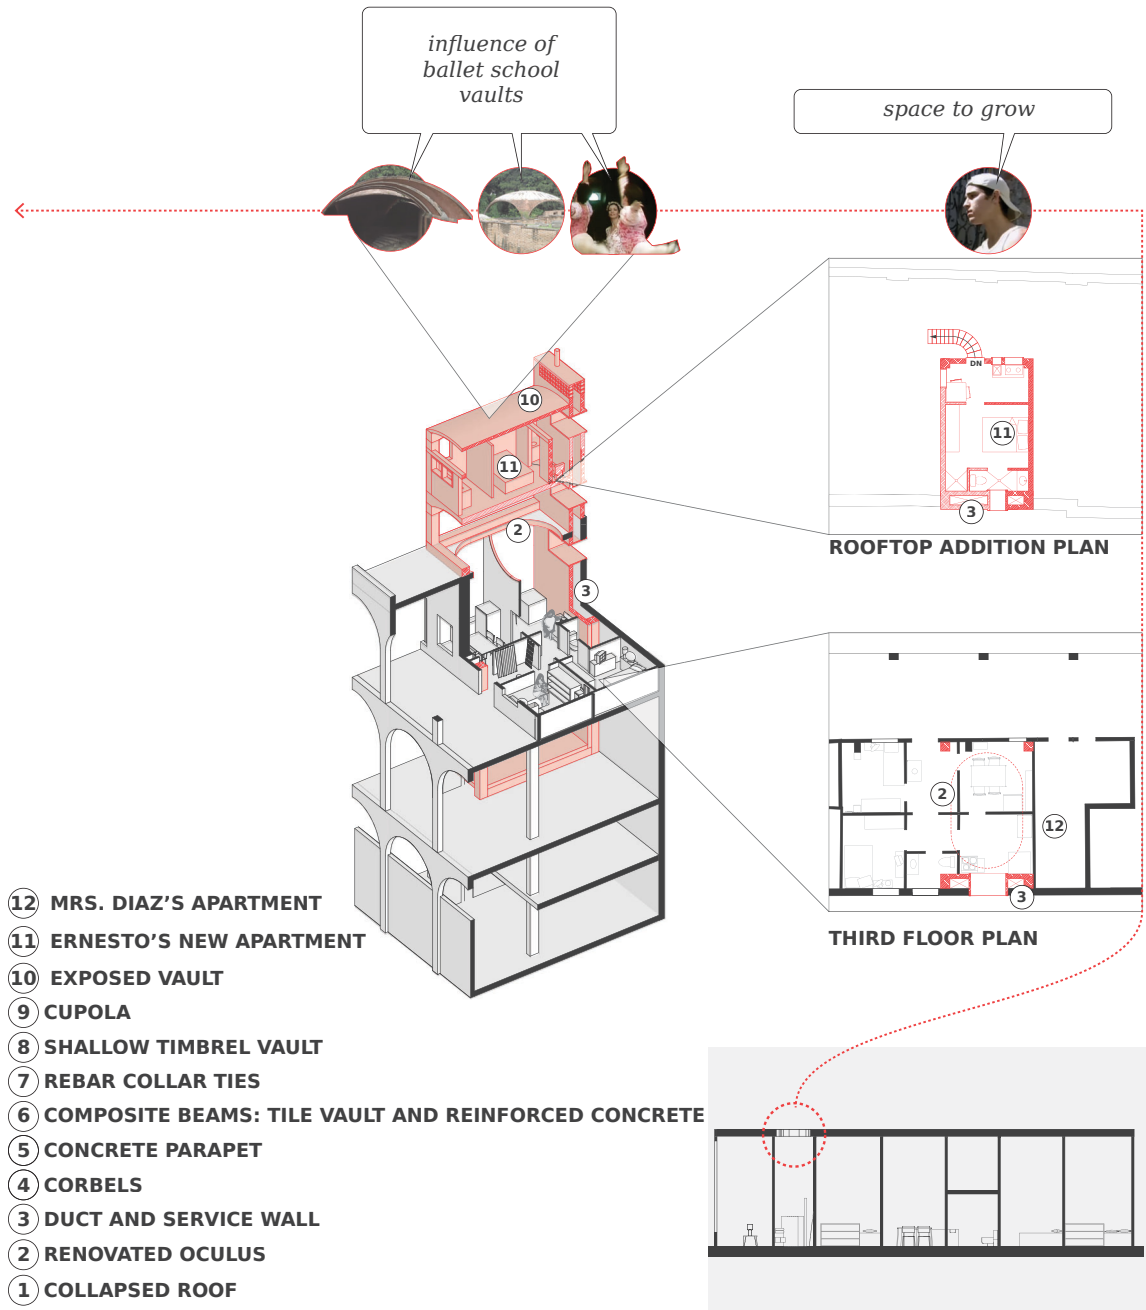 influence of
ballet school
vaults
space to grow
10
11
2
3
DN
11
3
ROOFTOP ADDITION PLAN
2
12
3
THIRD FLOOR PLAN
12 MRS. DIAZ’S APARTMENT
11 ERNESTO’S NEW APARTMENT
10 EXPOSED VAULT
9 CUPOLA
8 SHALLOW TIMBREL VAULT
7 REBAR COLLAR TIES
6 COMPOSITE BEAMS: TILE VAULT AND REINFORCED CONCRETE
5 CONCRETE PARAPET
4 CORBELS
3 DUCT AND SERVICE WALL
2 RENOVATED OCULUS
1 COLLAPSED ROOF